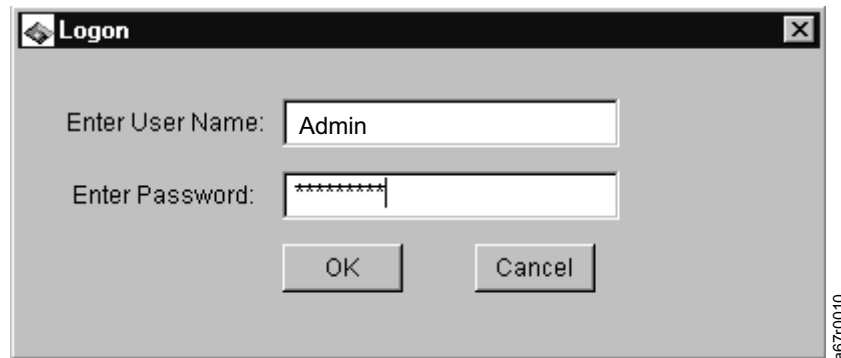 Logon
Enter User Name: Admin
Enter Password: *********
OK Cancel
a67r0010